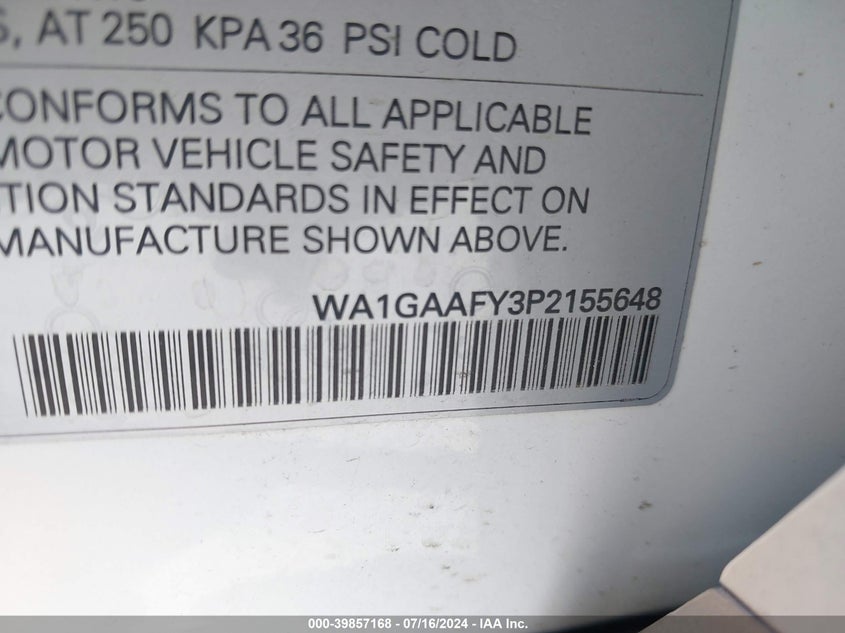 , AT 250 KPA 36 PSI COLD
CONFORMS TO ALL APPLICABLE
MOTOR VEHICLE SAFETY AND
TION STANDARDS IN EFFECT ON
MANUFACTURE SHOWN ABOVE.
WA1GAAFY3P2155648
000-39857168 - 07/16/2024 - IAA Inc.